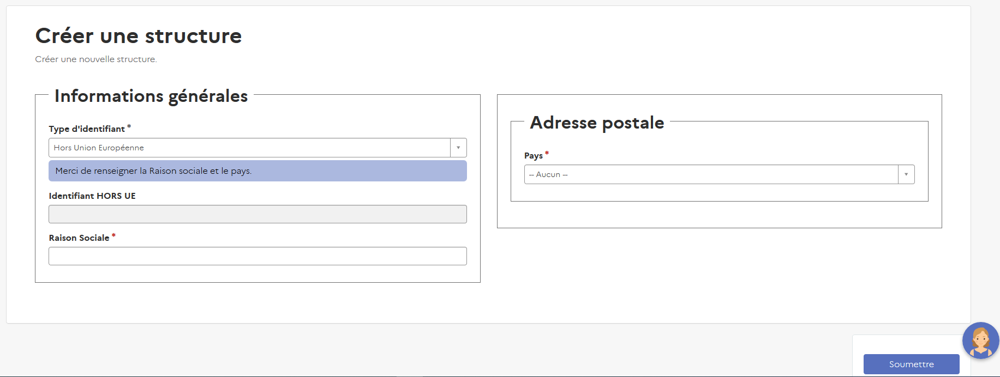 Créer une structure
Créer une nouvelle structure.
Informations générales
Type d'identifiant *
Hors Union Européenne
Merci de renseigner la Raison sociale et le pays.
Identifiant HORS UE
Raison Sociale *
Adresse postale
Pays *
-- Aucun --
Soumettre